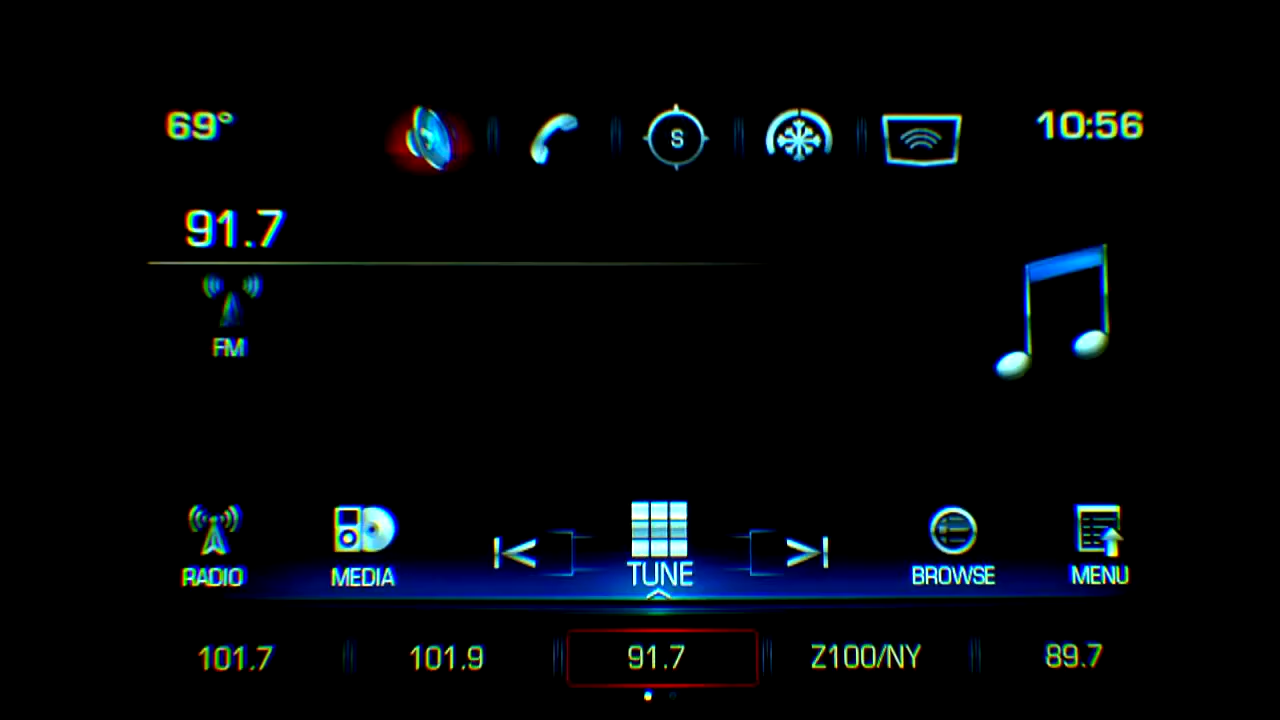 69° S 10:56
91.7
FM
RADIO MEDIA TUNE BROWSE MENU
101.7 101.9 91.7 Z100/NY 89.7